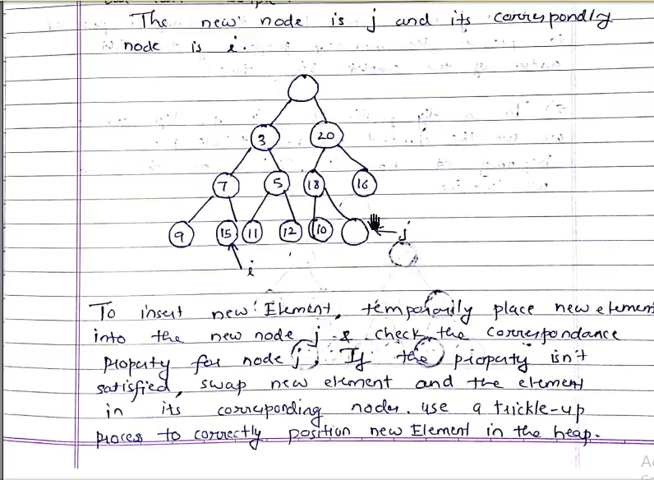 The new node is j and its correspondly
node is i.
3
20
7
5
18
16
9
15
11
12
10
j
i
To insert new Element, temporarily place new element
into the new node j & check the correspondance
property for node j, If the property isn't
satisfied, swap new element and the element
in its corresponding node. use a trickle-up
process to correctly position new Element in the heap.